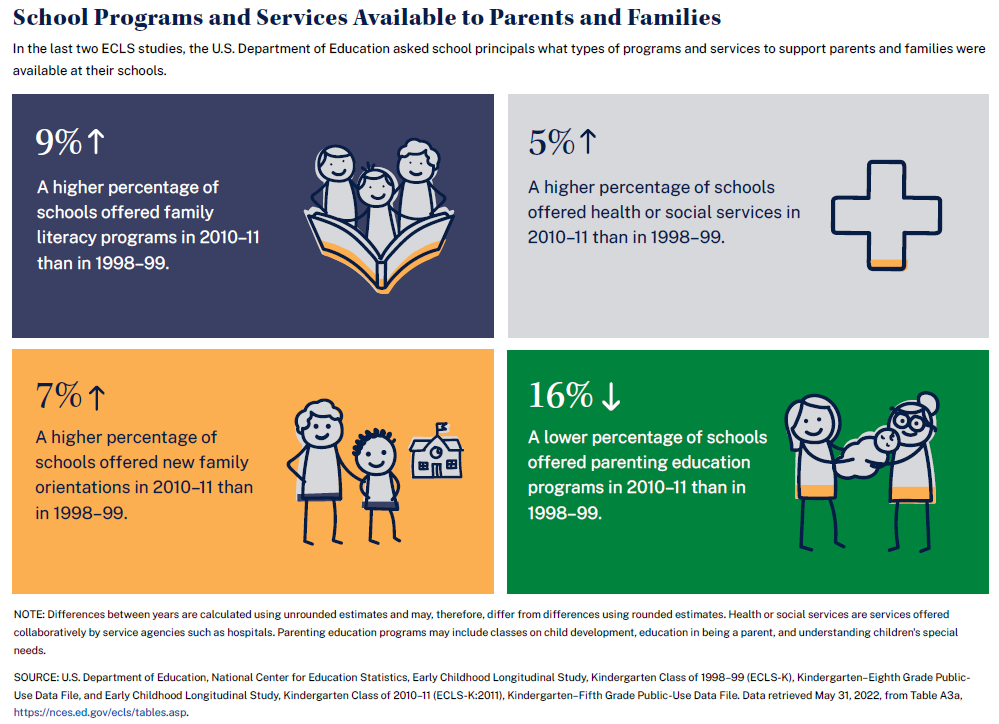 School Programs and Services Available to Parents and Families
In the last two ECLS studies, the U.S. Department of Education asked school principals what types of programs and services to support parents and families were
available at their schools.
9%↑
A higher percentage of
schools offered family
literacy programs in 2010–11
than in 1998–99.
5%↑
A higher percentage of schools
offered health or social services in
2010–11 than in 1998–99.
7%↑
A higher percentage of
schools offered new family
orientations in 2010–11 than
in 1998–99.
16%↓
A lower percentage of schools
offered parenting education
programs in 2010–11 than in
1998–99.
NOTE: Differences between years are calculated using unrounded estimates and may, therefore, differ from differences using rounded estimates. Health or social services are services offered
collaboratively by service agencies such as hospitals. Parenting education programs may include classes on child development, education in being a parent, and understanding children's special
needs.
SOURCE: U.S. Department of Education, National Center for Education Statistics, Early Childhood Longitudinal Study, Kindergarten Class of 1998–99 (ECLS-K), Kindergarten–Eighth Grade Public-
Use Data File, and Early Childhood Longitudinal Study, Kindergarten Class of 2010–11 (ECLS-K:2011), Kindergarten–Fifth Grade Public-Use Data File. Data retrieved May 31, 2022, from Table A3a,
https://nces.ed.gov/ecls/tables.asp.